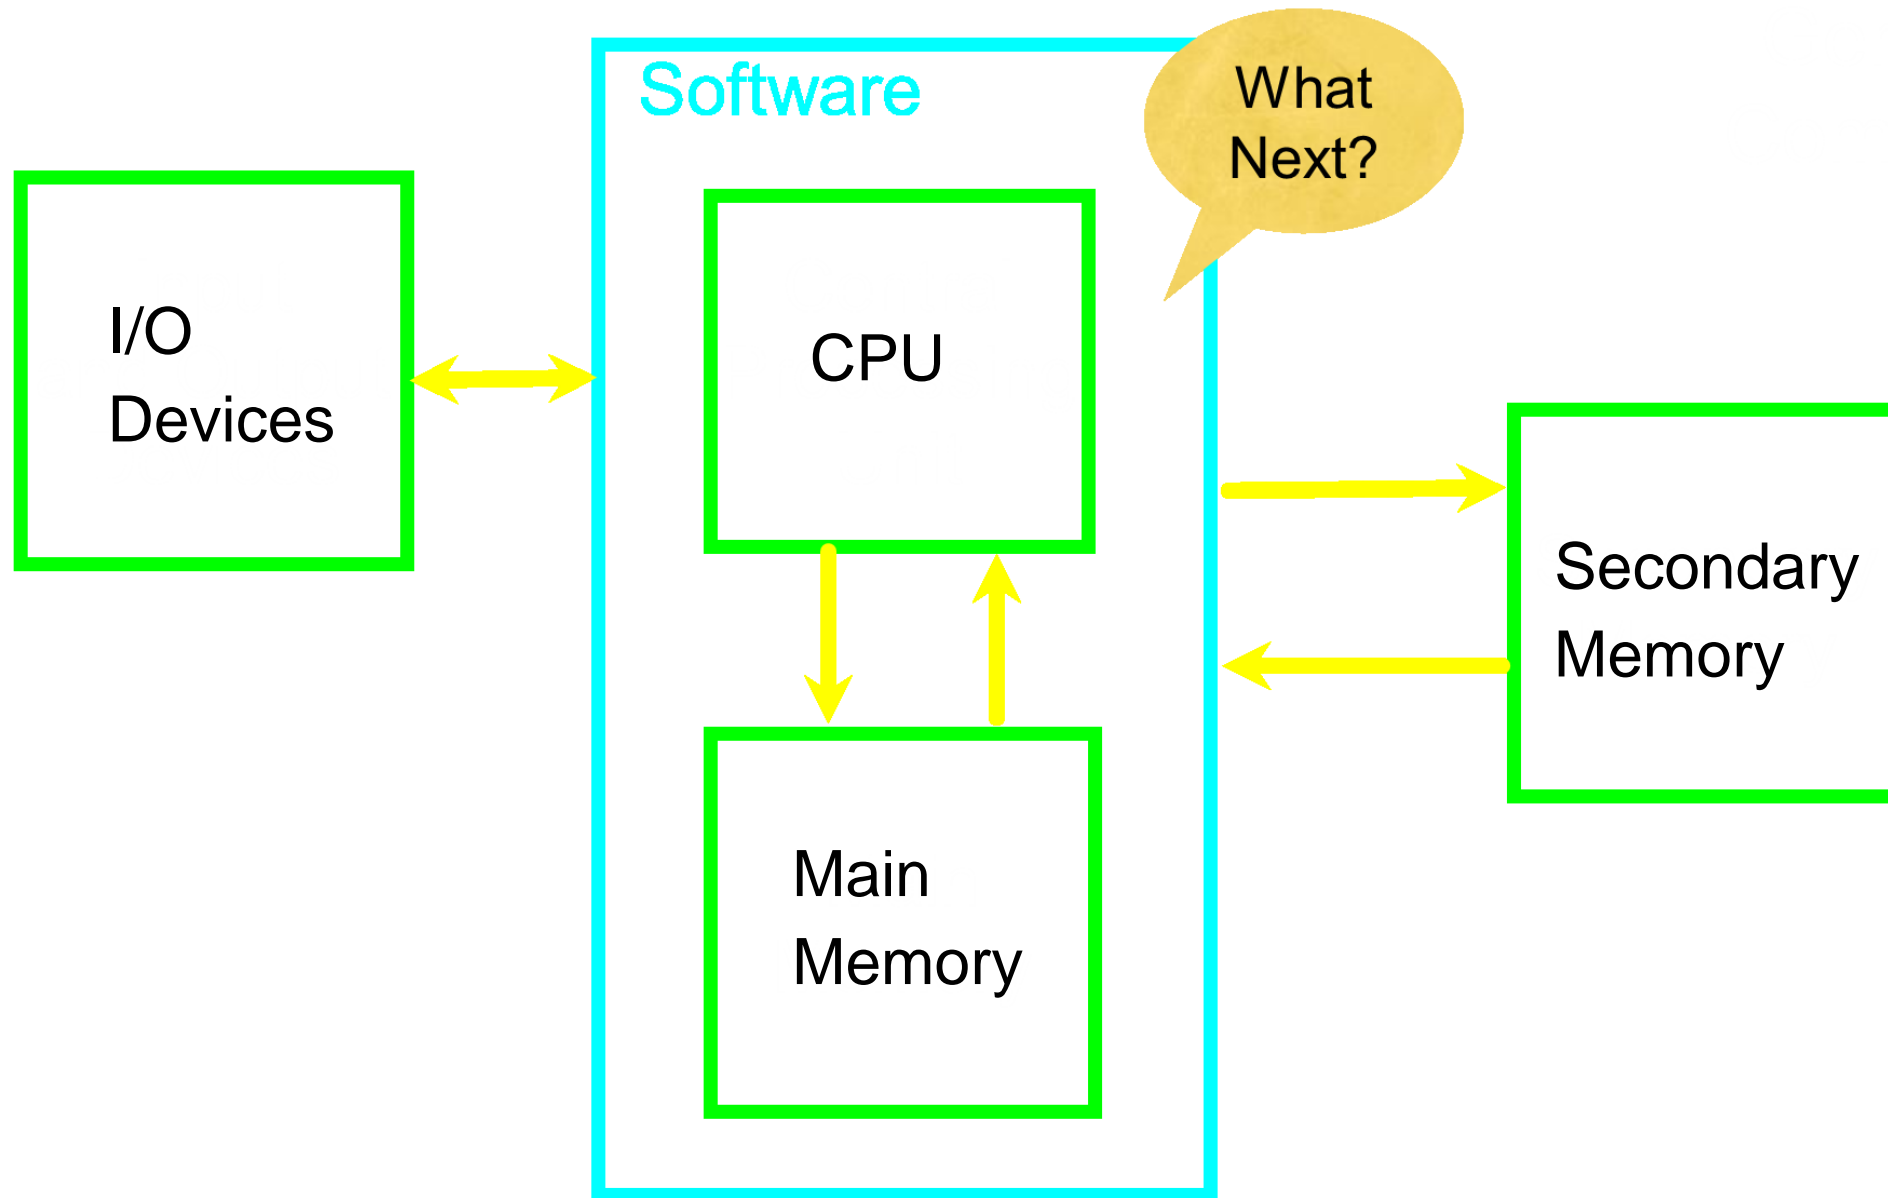 Software
What
Next?
I/O
Devices
CPU
Secondary
Memory
Main
Memory